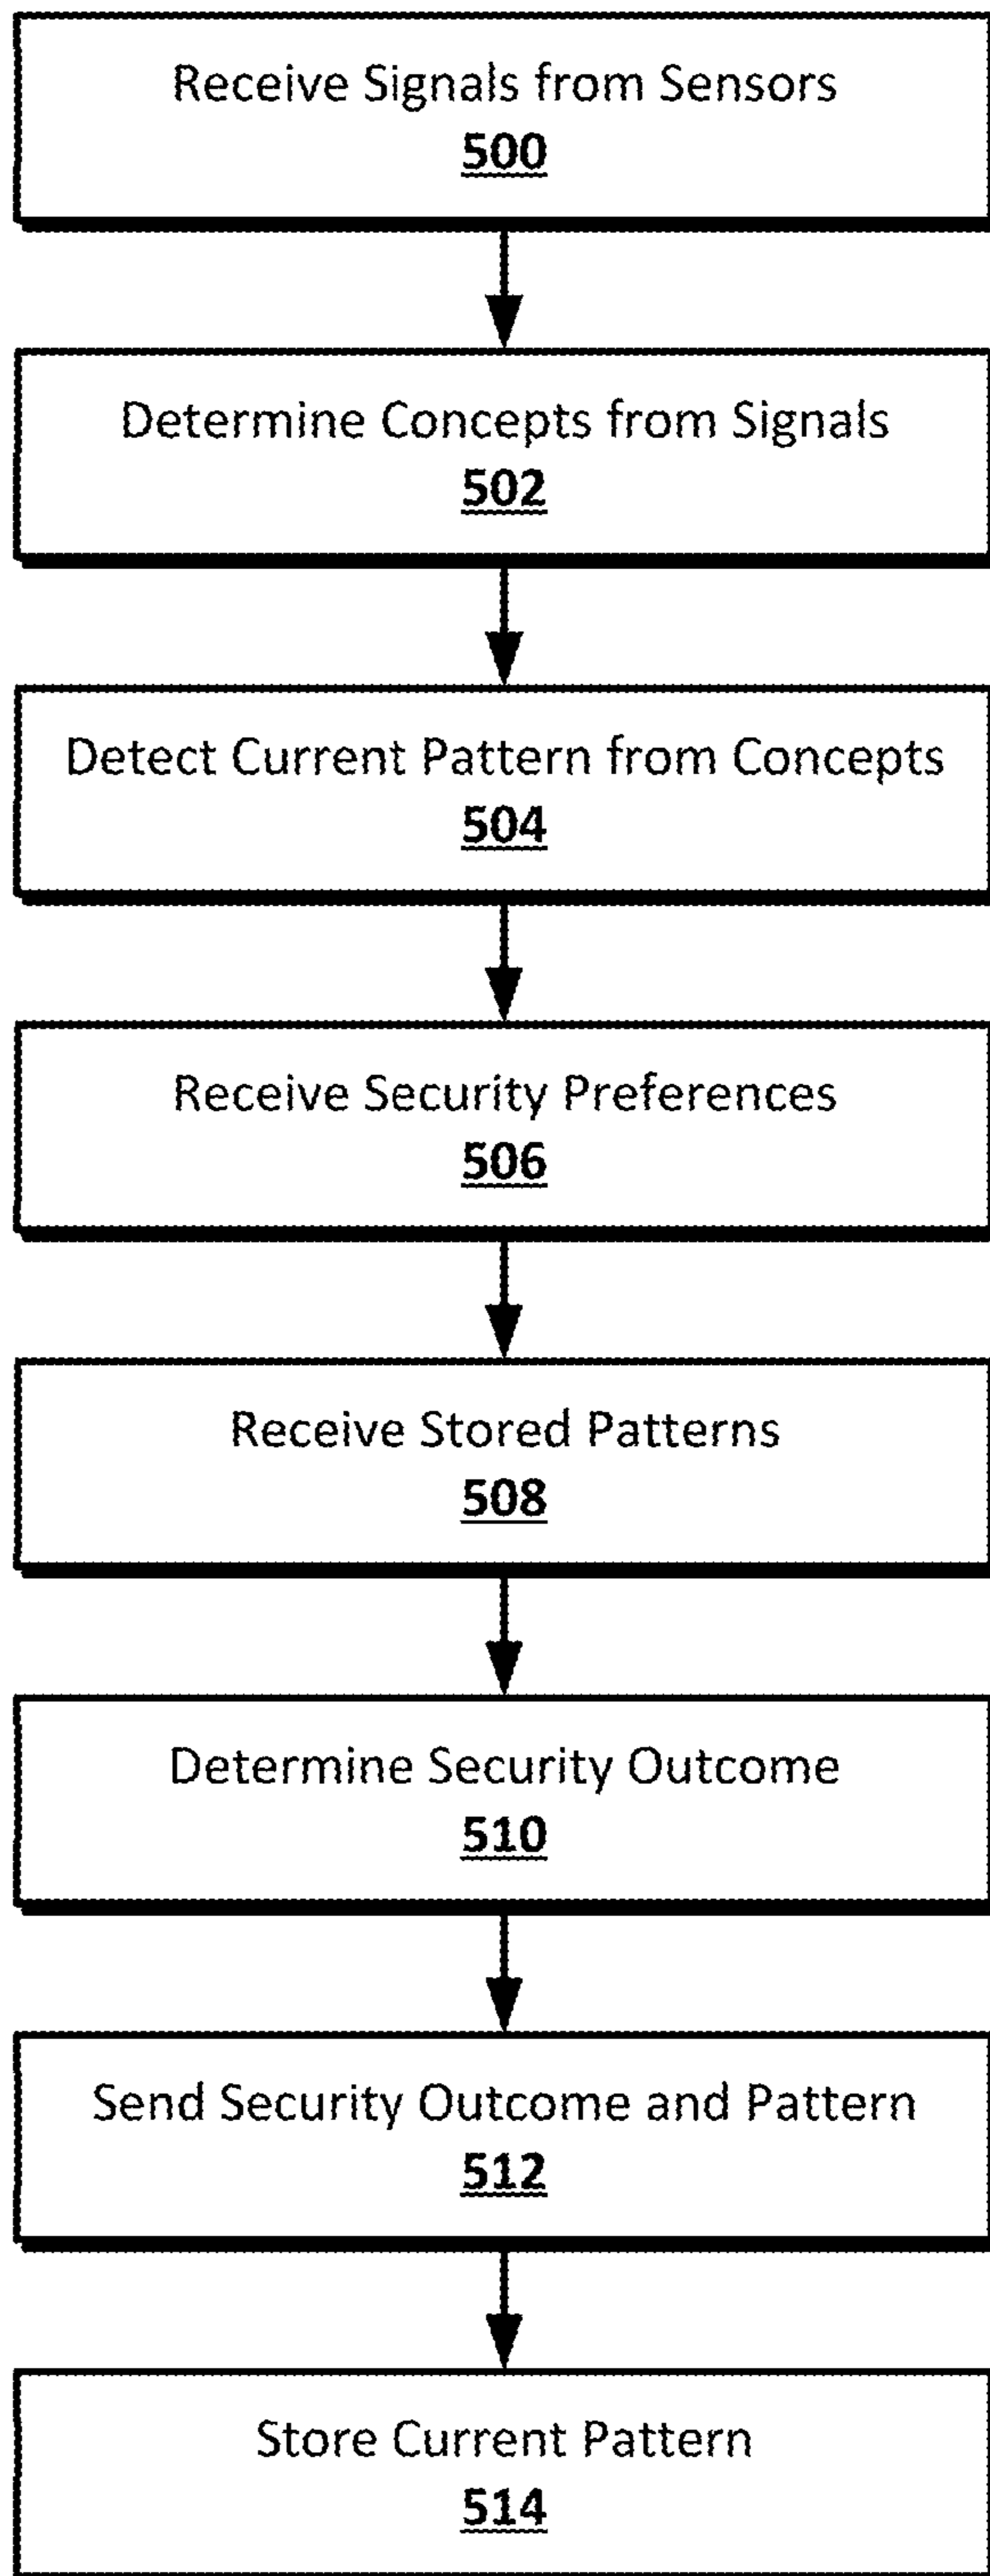 Receive Signals from Sensors
500
Determine Concepts from Signals
502
Detect Current Pattern from Concepts
504
Receive Security Preferences
506
Receive Stored Patterns
508
Determine Security Outcome
510
Send Security Outcome and Pattern
512
Store Current Pattern
514